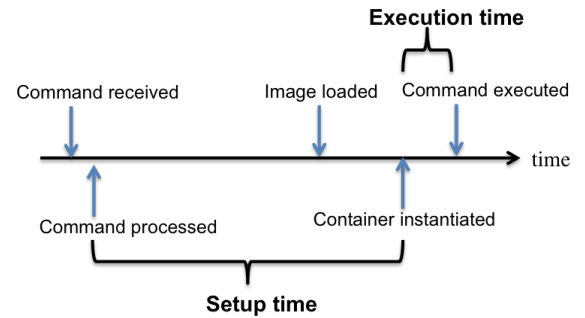 Execution time
Command received
Image loaded
Command executed
time
Command processed
Container instantiated
Setup time